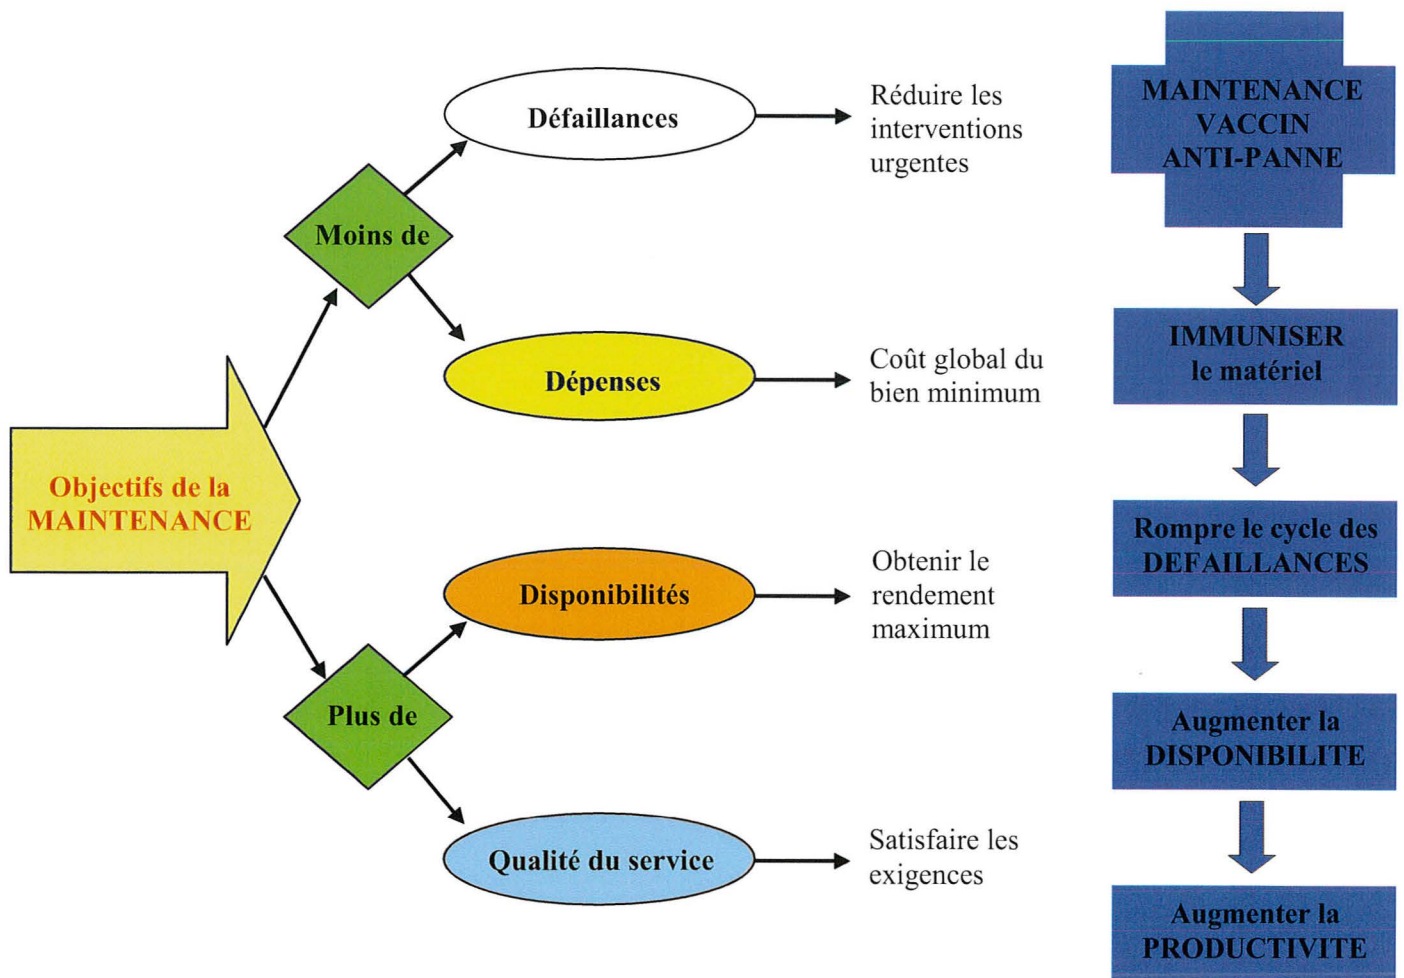 Défaillances
Réduire les
interventions
urgentes
Moins de
Dépenses
Coût global du
bien minimum
Objectifs de la
MAINTENANCE
Disponibilités
Obtenir le
rendement
maximum
Plus de
Qualité du service
Satisfaire les
exigences
MAINTENANCE
VACCIN
ANTI-PANNE
IMMUNISER
le matériel
Rompre le cycle des
DEFAILLANCES
Augmenter la
DISPONIBILITE
Augmenter la
PRODUCTIVITE